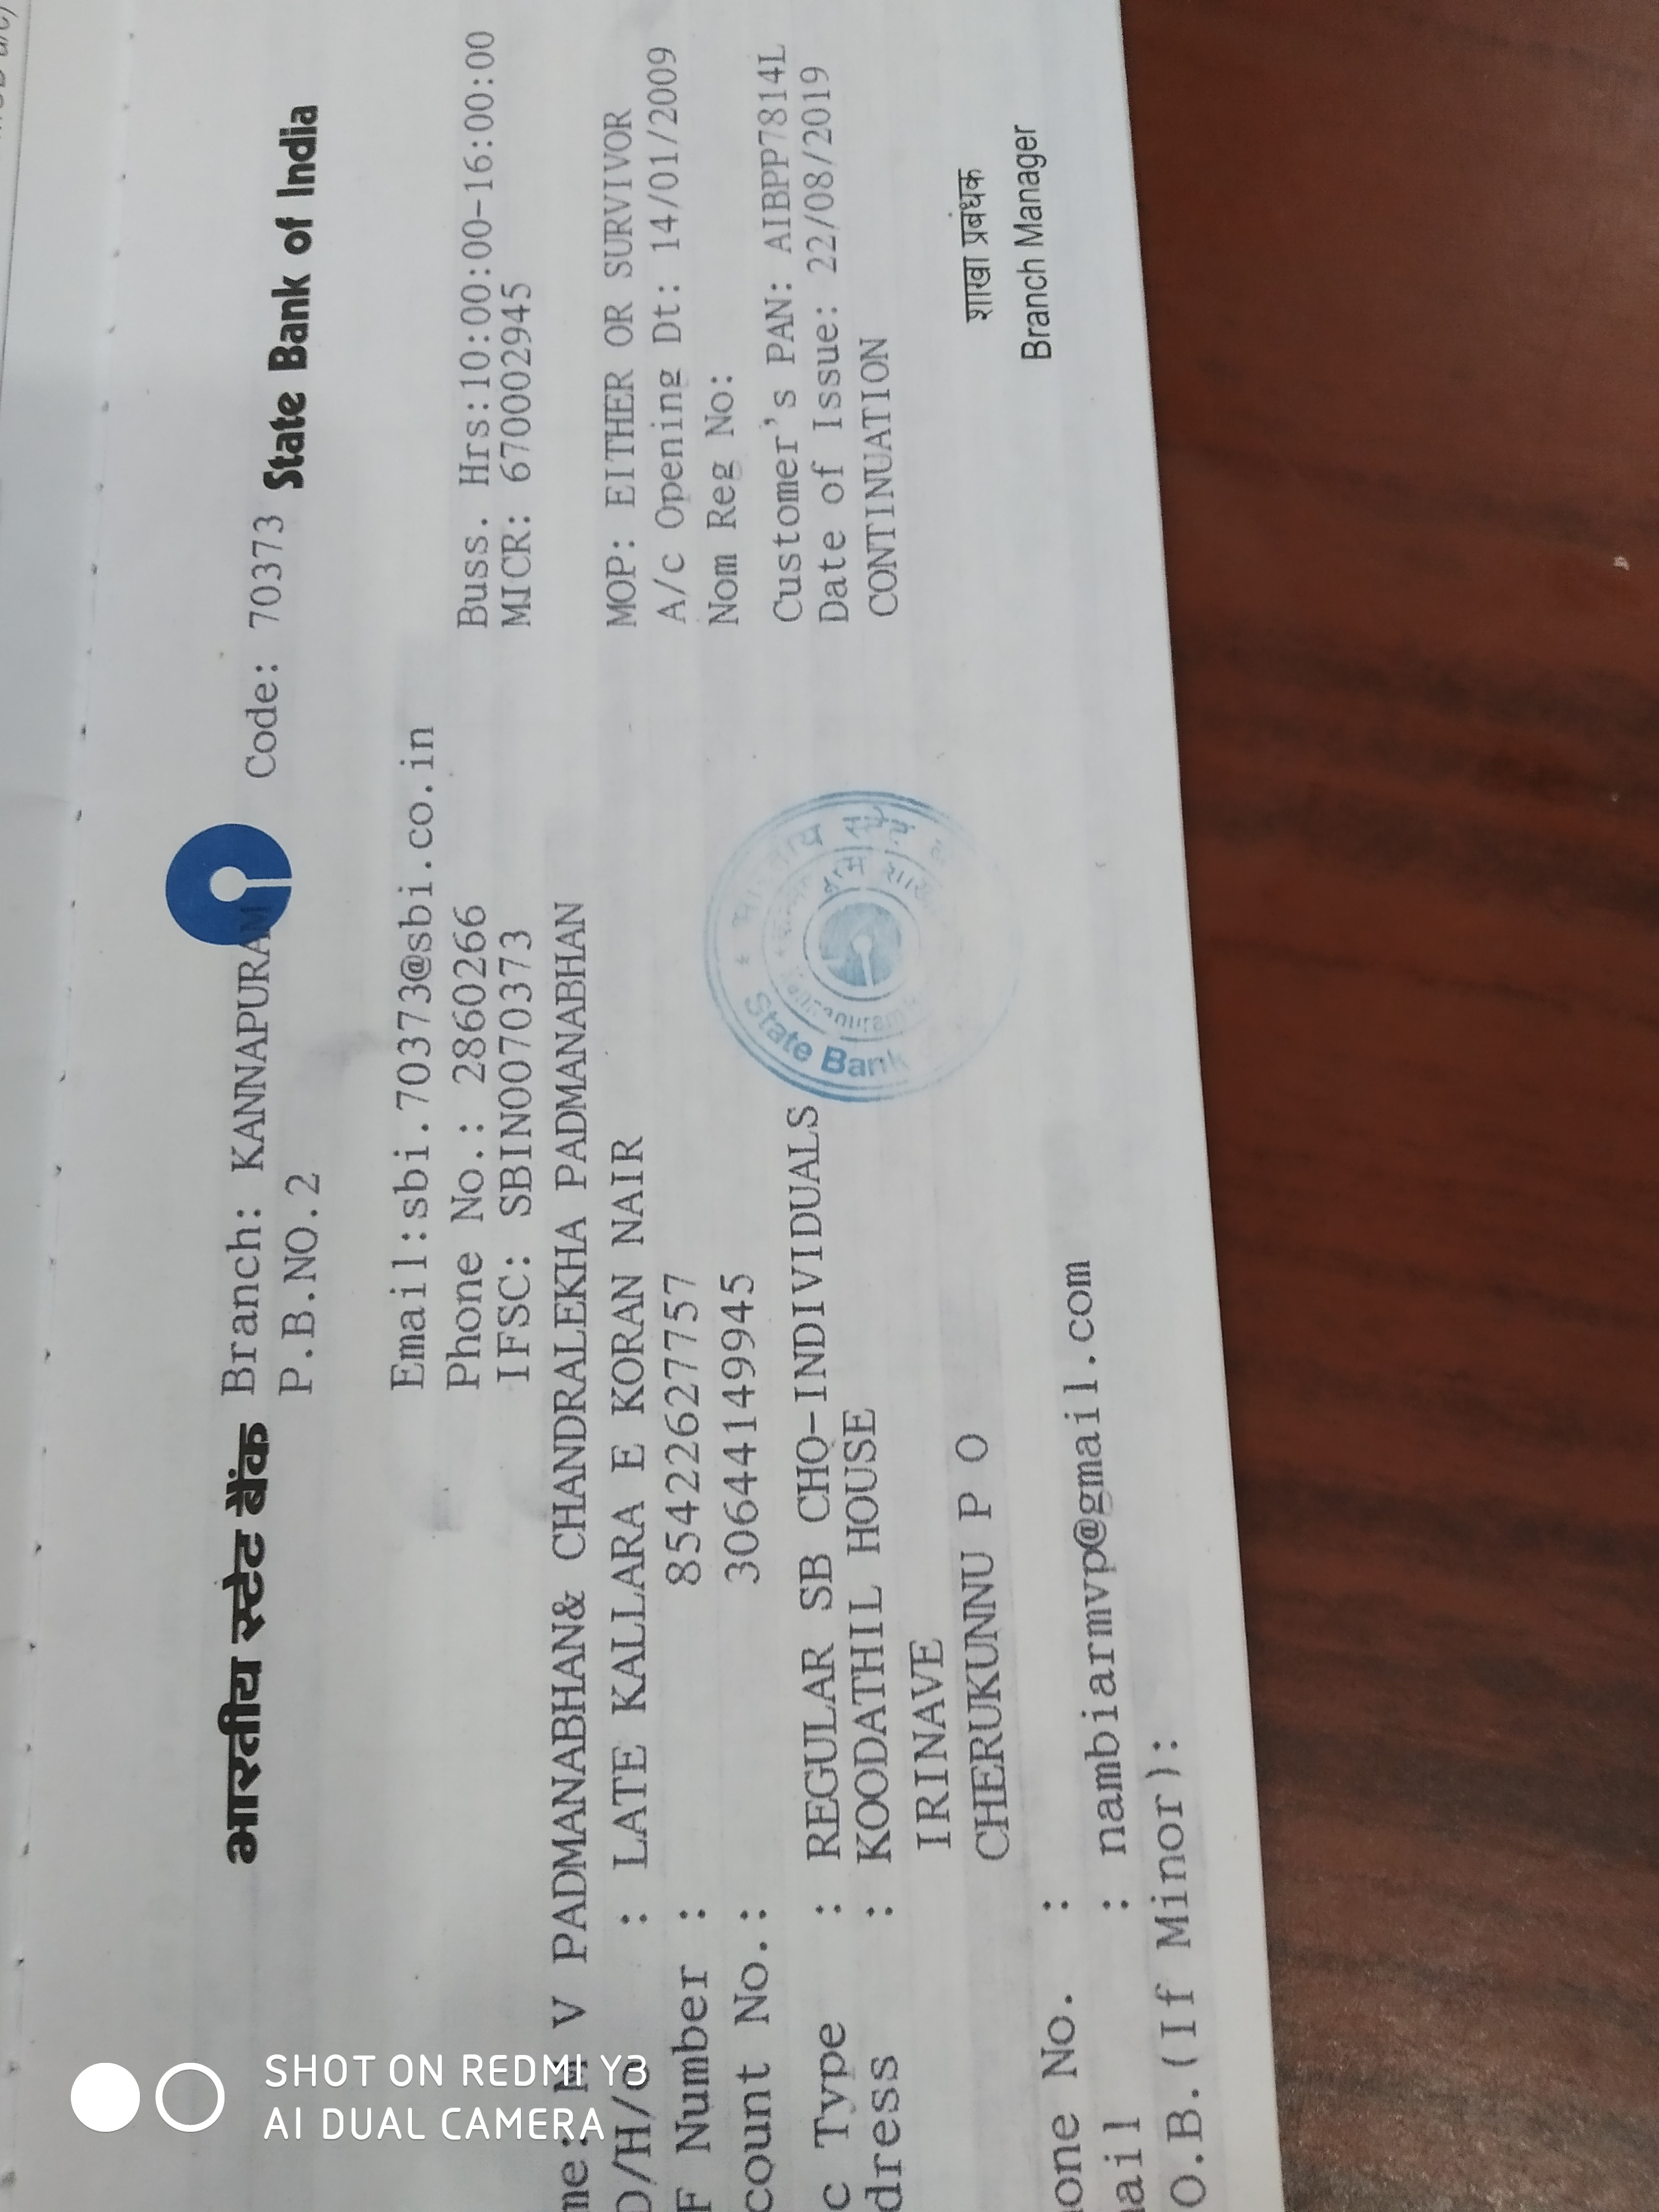 भारतीय स्टेट बैंक State Bank of India
Branch: KANNAPURAM Code: 70373
P.B.NO.2
Email:sbi.70373@sbi.co.in
Phone No.: 2860266 Buss. Hrs:10:00:00-16:00:00
IFSC: SBIN0070373 MICR: 670002945
me: M V PADMANABHAN& CHANDRALEKHA PADMANABHAN
D/H/o : LATE KALLARA E KORAN NAIR MOP: EITHER OR SURVIVOR
F Number : 85422627757 A/c Opening Dt: 14/01/2009
count No.: 30644149945 Nom Reg No:
c Type : REGULAR SB CHQ-INDIVIDUALS Customer's PAN: AIBPP7814L
dress : KOODATHIL HOUSE Date of Issue: 22/08/2019
IRINAVE CONTINUATION
CHERUKUNNU P O
one No. :
ail : nambiarmvp@gmail.com
O.B.(If Minor):
शाखा प्रबंधक
Branch Manager
State Bank
SHOT ON REDMI Y3
AI DUAL CAMERA